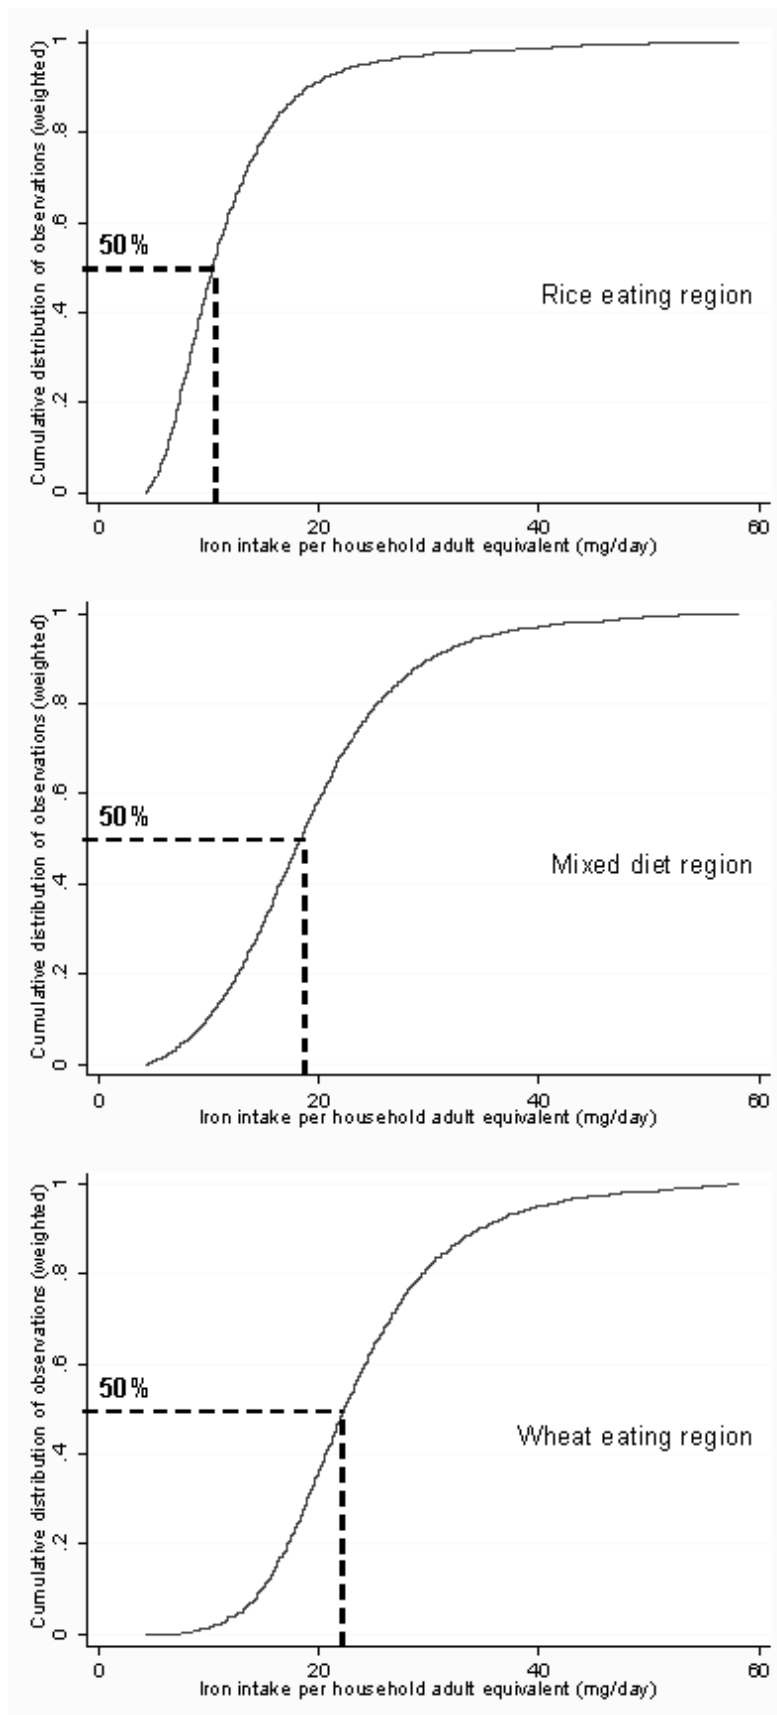 Cumulative distribution of observations (weighted)
1
.8
.6
50%
Rice eating region
.4
.2
0
0 20 40 60
Iron intake per household adult equivalent (mg/day)
Cumulative distribution of observations (weighted)
1
.8
.6
50%
Mixed diet region
.4
.2
0
0 20 40 60
Iron intake per household adult equivalent (mg/day)
Cumulative distribution of observations (weighted)
1
.8
.6
50%
Wheat eating region
.4
.2
0
0 20 40 60
Iron intake per household adult equivalent (mg/day)